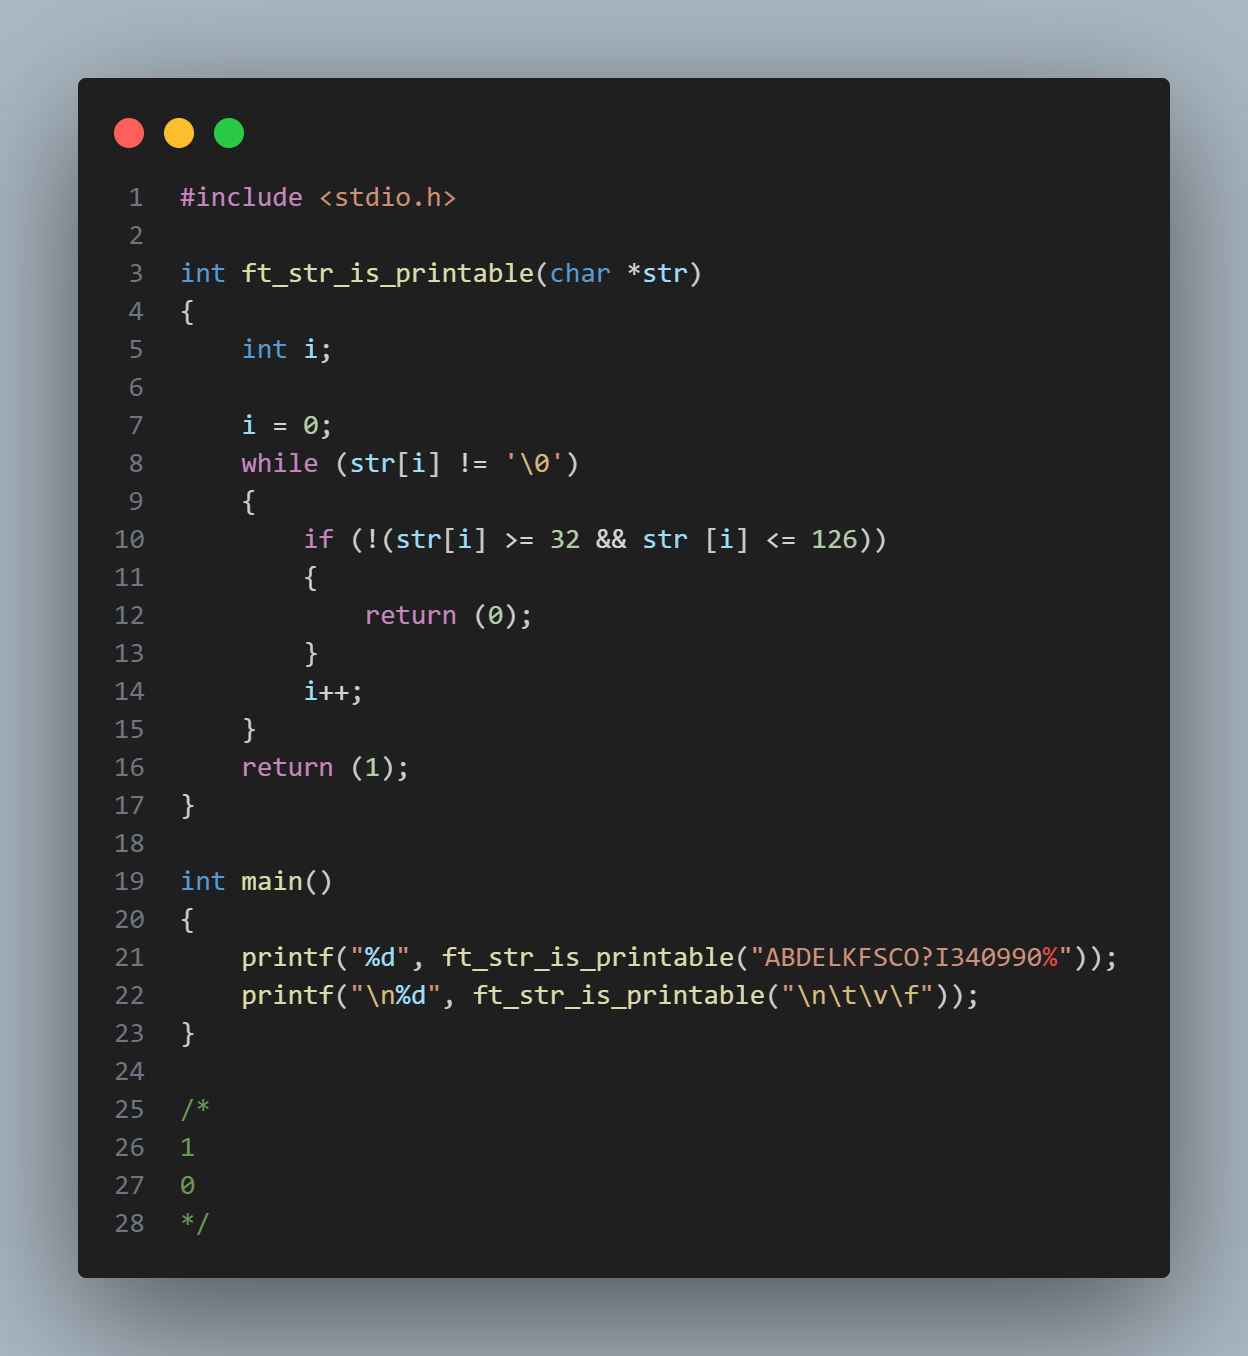 1 #include <stdio.h>
2
3 int ft_str_is_printable(char *str)
4 {
5     int i;
6
7     i = 0;
8     while (str[i] != '\0')
9     {
10         if (!(str[i] >= 32 && str [i] <= 126))
11         {
12             return (0);
13         }
14         i++;
15     }
16     return (1);
17 }
18
19 int main()
20 {
21     printf("%d", ft_str_is_printable("ABDELKFSCO?I340990%"));
22     printf("\n%d", ft_str_is_printable("\n\t\v\f"));
23 }
24
25 /*
26 1
27 0
28 */